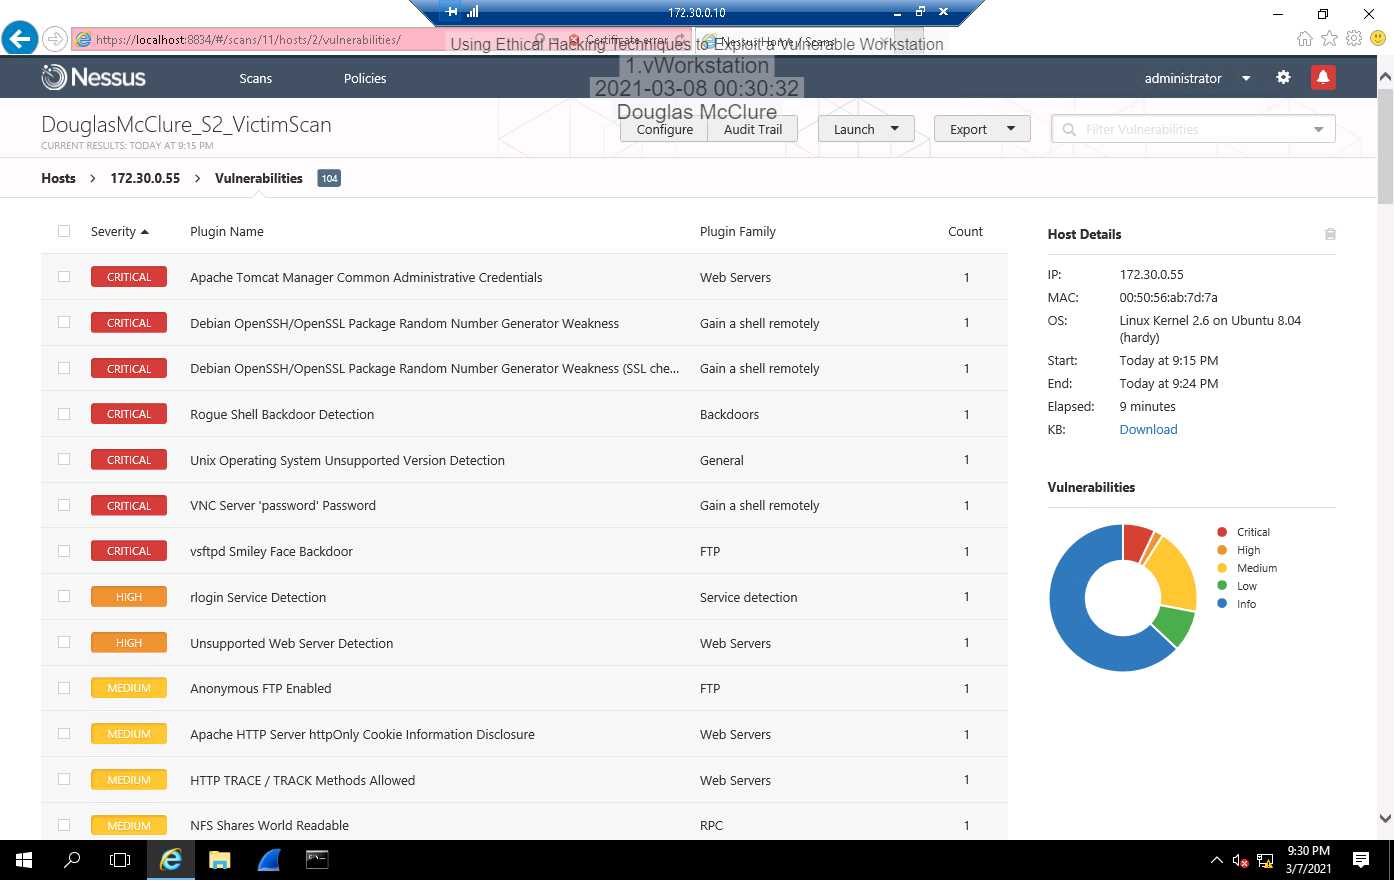 172.30.0.10
https://localhost:8834/#/scans/11/hosts/2/vulnerabilities/
Certificate error
Nessus Home / Scans
Using Ethical Hacking Techniques to Exploit a Vulnerable Workstation
1.vWorkstation
2021-03-08 00:30:32
Douglas McClure
Nessus
Scans
Policies
administrator
DouglasMcClure_S2_VictimScan
CURRENT RESULTS: TODAY AT 9:15 PM
Configure
Audit Trail
Launch
Export
Filter Vulnerabilities
Hosts > 172.30.0.55 > Vulnerabilities 104
Severity Plugin Name Plugin Family Count
CRITICAL Apache Tomcat Manager Common Administrative Credentials Web Servers 1
CRITICAL Debian OpenSSH/OpenSSL Package Random Number Generator Weakness Gain a shell remotely 1
CRITICAL Debian OpenSSH/OpenSSL Package Random Number Generator Weakness (SSL che... Gain a shell remotely 1
CRITICAL Rogue Shell Backdoor Detection Backdoors 1
CRITICAL Unix Operating System Unsupported Version Detection General 1
CRITICAL VNC Server 'password' Password Gain a shell remotely 1
CRITICAL vsftpd Smiley Face Backdoor FTP 1
HIGH rlogin Service Detection Service detection 1
HIGH Unsupported Web Server Detection Web Servers 1
MEDIUM Anonymous FTP Enabled FTP 1
MEDIUM Apache HTTP Server httpOnly Cookie Information Disclosure Web Servers 1
MEDIUM HTTP TRACE / TRACK Methods Allowed Web Servers 1
MEDIUM NFS Shares World Readable RPC 1
Host Details
IP: 172.30.0.55
MAC: 00:50:56:ab:7d:7a
OS: Linux Kernel 2.6 on Ubuntu 8.04
(hardy)
Start: Today at 9:15 PM
End: Today at 9:24 PM
Elapsed: 9 minutes
KB: Download
Vulnerabilities
Critical
High
Medium
Low
Info
9:30 PM
3/7/2021